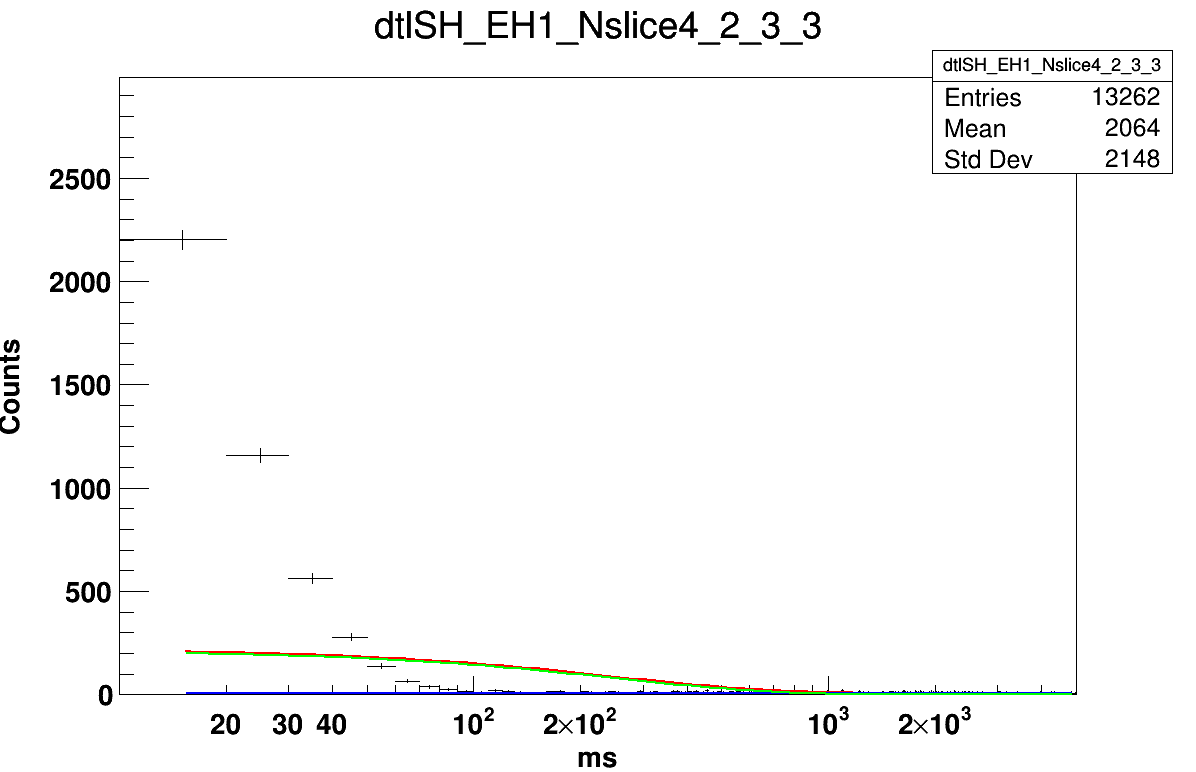 dtlSH_EH1_Nslice4_2_3_3
dtlSH_EH1_Nslice4_2_3_3
Entries 13262
Mean 2064
Std Dev 2148
2500
2000
1500
1000
500
0
Counts
20 30 40 10² 2×10² 10³ 2×10³
ms